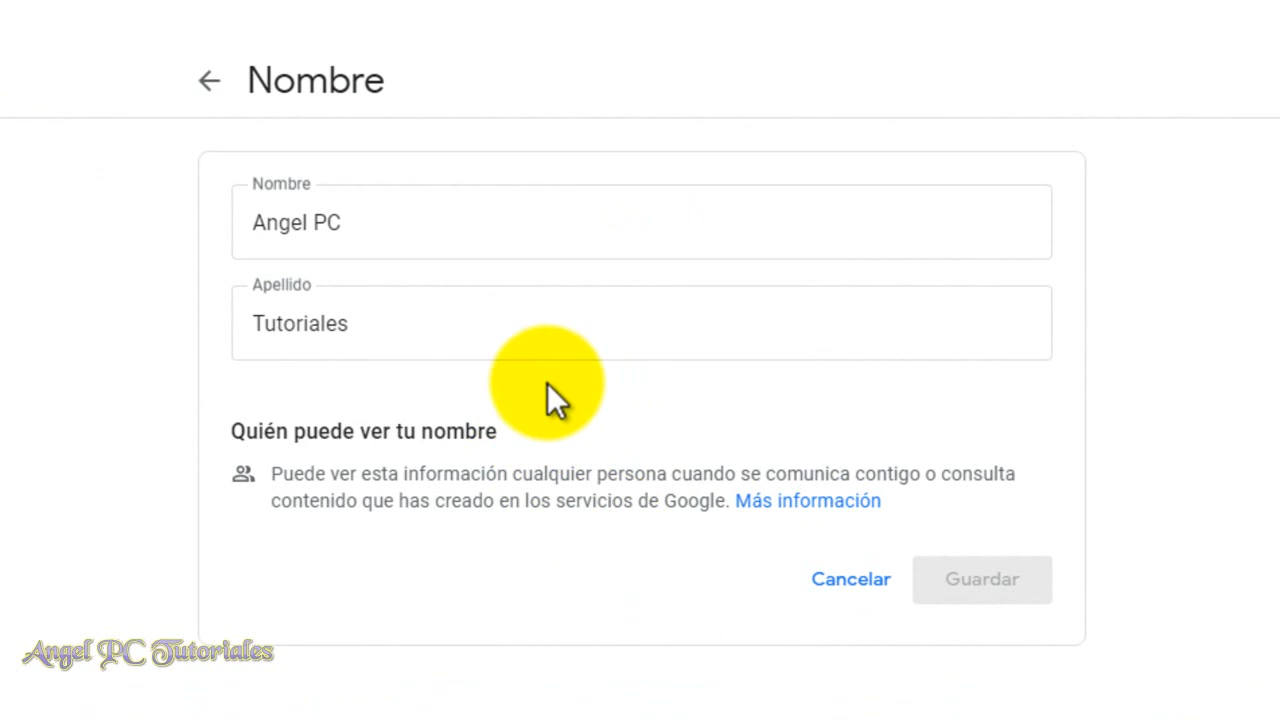 Nombre
Nombre
Angel PC
Apellido
Tutoriales
Quién puede ver tu nombre
Puede ver esta información cualquier persona cuando se comunica contigo o consulta
contenido que has creado en los servicios de Google. Más información
Cancelar Guardar
Angel PC Tutoriales